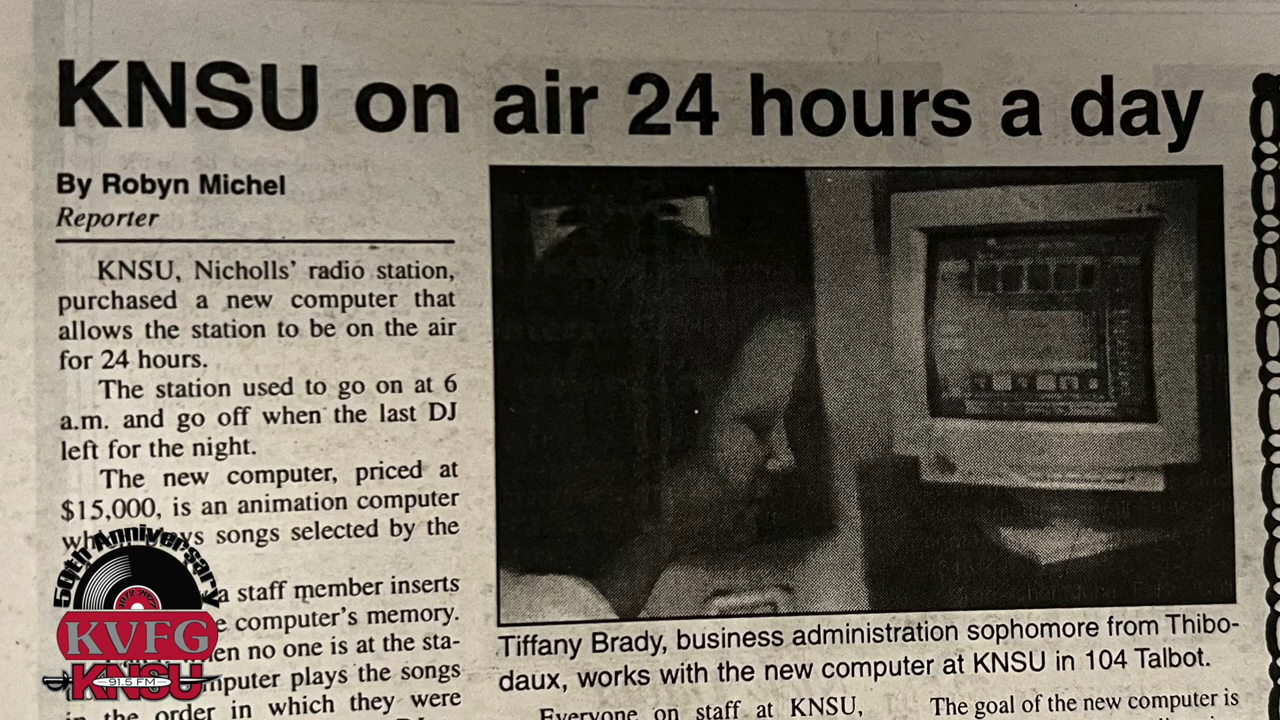 KNSU on air 24 hours a day
By Robyn Michel
Reporter
KNSU, Nicholls' radio station,
purchased a new computer that
allows the station to be on the air
for 24 hours.
The station used to go on at 6
a.m. and go off when the last DJ
left for the night.
The new computer, priced at
$15,000, is an animation computer
songs selected by the
a staff member inserts
computer's memory.
no one is at the sta-
plays the songs
in the order in which they were
Tiffany Brady, business administration sophomore from Thibo-
daux, works with the new computer at KNSU in 104 Talbot.
Everyone on staff at KNSU,
The goal of the new computer is
50th Anniversary
1972-2022
KVFG
KNSU
91.5 FM